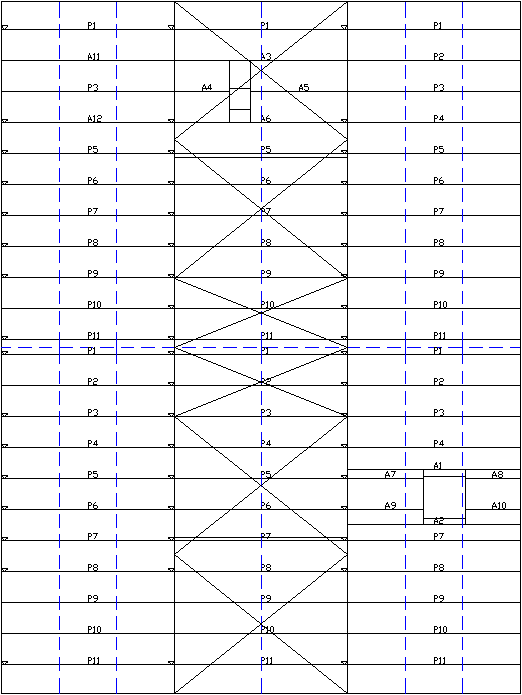 P1 P1 P1
A11 A3 P2
P3 A4 A5 P3
A12 A6 P4
P5 P5 P5
P6 P6 P6
P7 P7 P7
P8 P8 P8
P9 P9 P9
P10 P10 P10
P11 P11 P11
P1 P1 P1
P2 P2 P2
P3 P3 P3
P4 P4 P4
A1
P5 P5 A7 A8
P6 P6 A9 A10
A2
P7 P7 P7
P8 P8 P8
P9 P9 P9
P10 P10 P10
P11 P11 P11